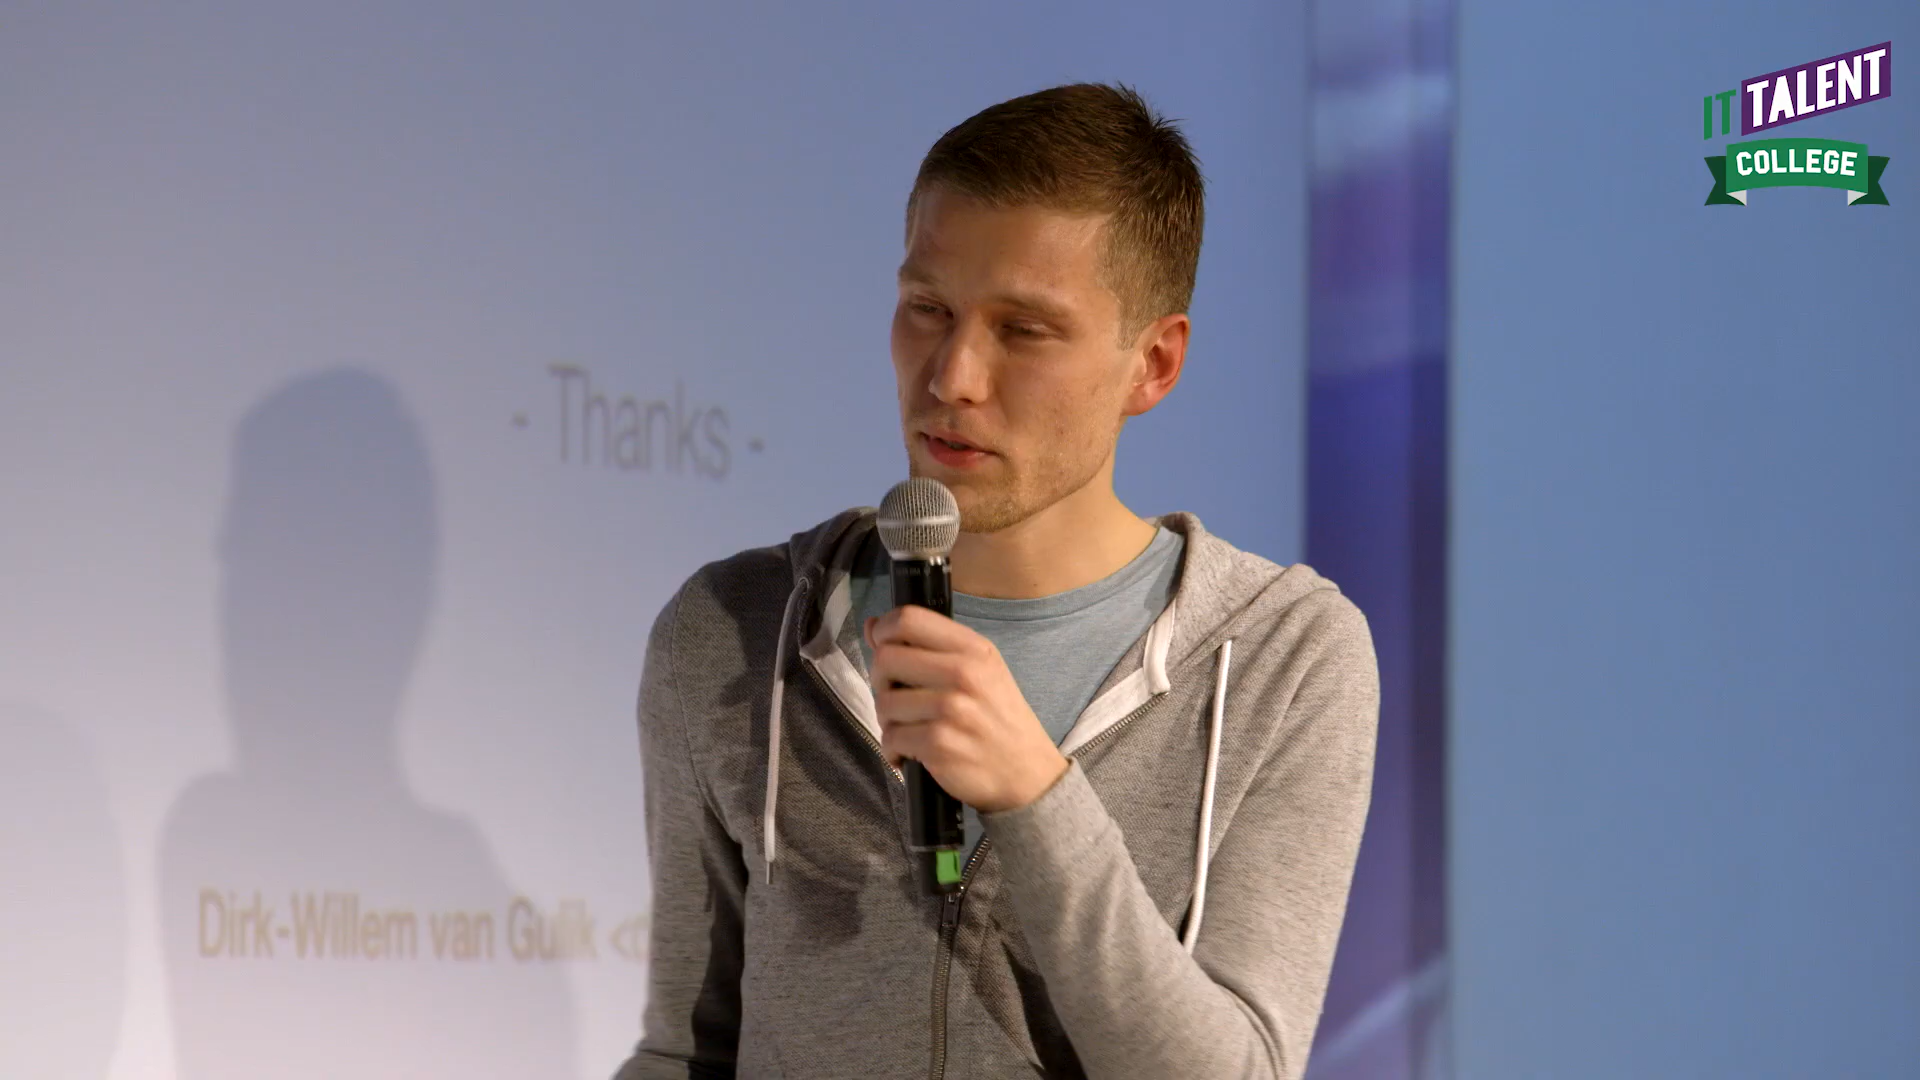 IT TALENT
COLLEGE
- Thanks -
Dirk-Willem van Gulik